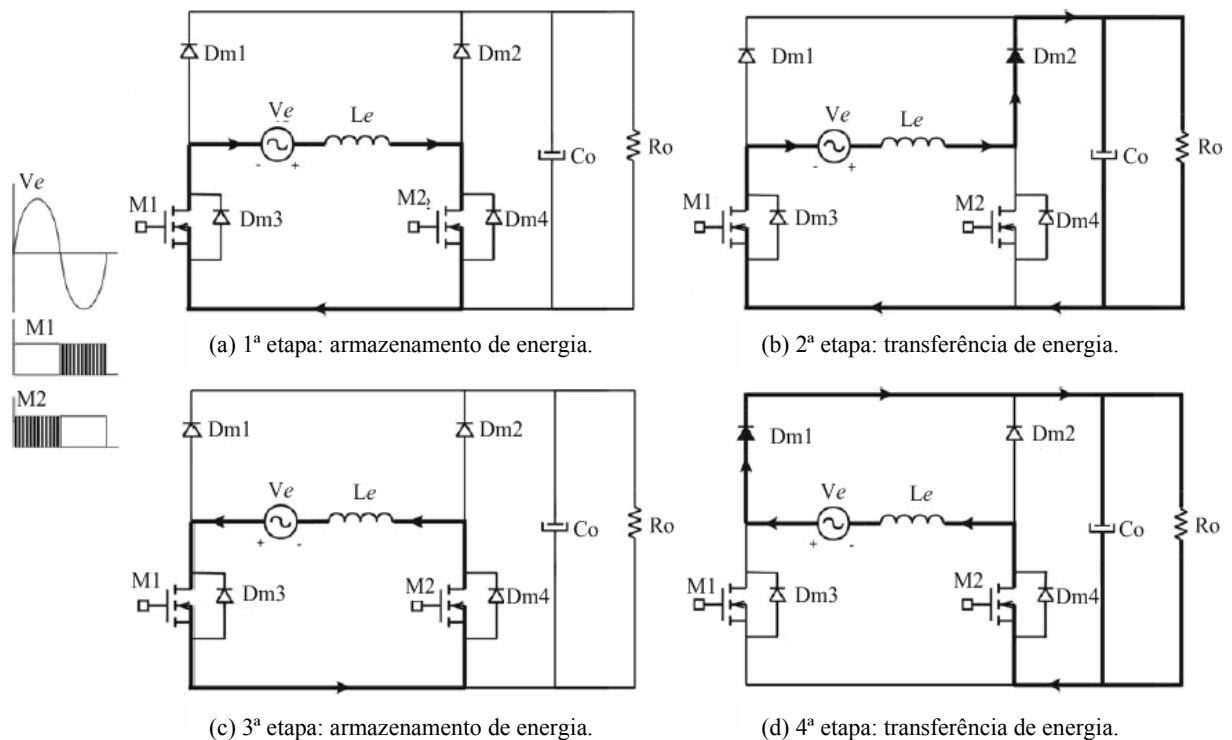 Ve
M1
M2
Dm1
Dm2
Ve
Le
- +
M1
Dm3
M2
Dm4
Co
Ro
(a) 1ª etapa: armazenamento de energia.
Dm1
Dm2
Ve
Le
- +
M1
Dm3
M2
Dm4
Co
Ro
(b) 2ª etapa: transferência de energia.
Dm1
Dm2
Ve
Le
+ -
M1
Dm3
M2
Dm4
Co
Ro
(c) 3ª etapa: armazenamento de energia.
Dm1
Dm2
Ve
Le
+ -
M1
Dm3
M2
Dm4
Co
Ro
(d) 4ª etapa: transferência de energia.